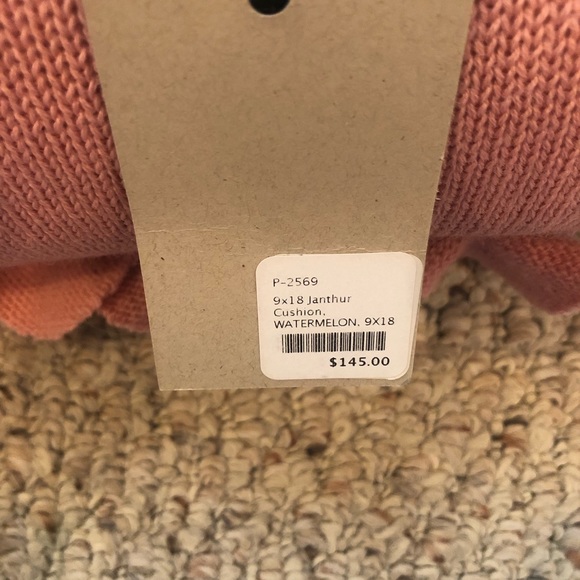 P-2569
9x18 Janthur
Cushion,
WATERMELON, 9X18
$145.00